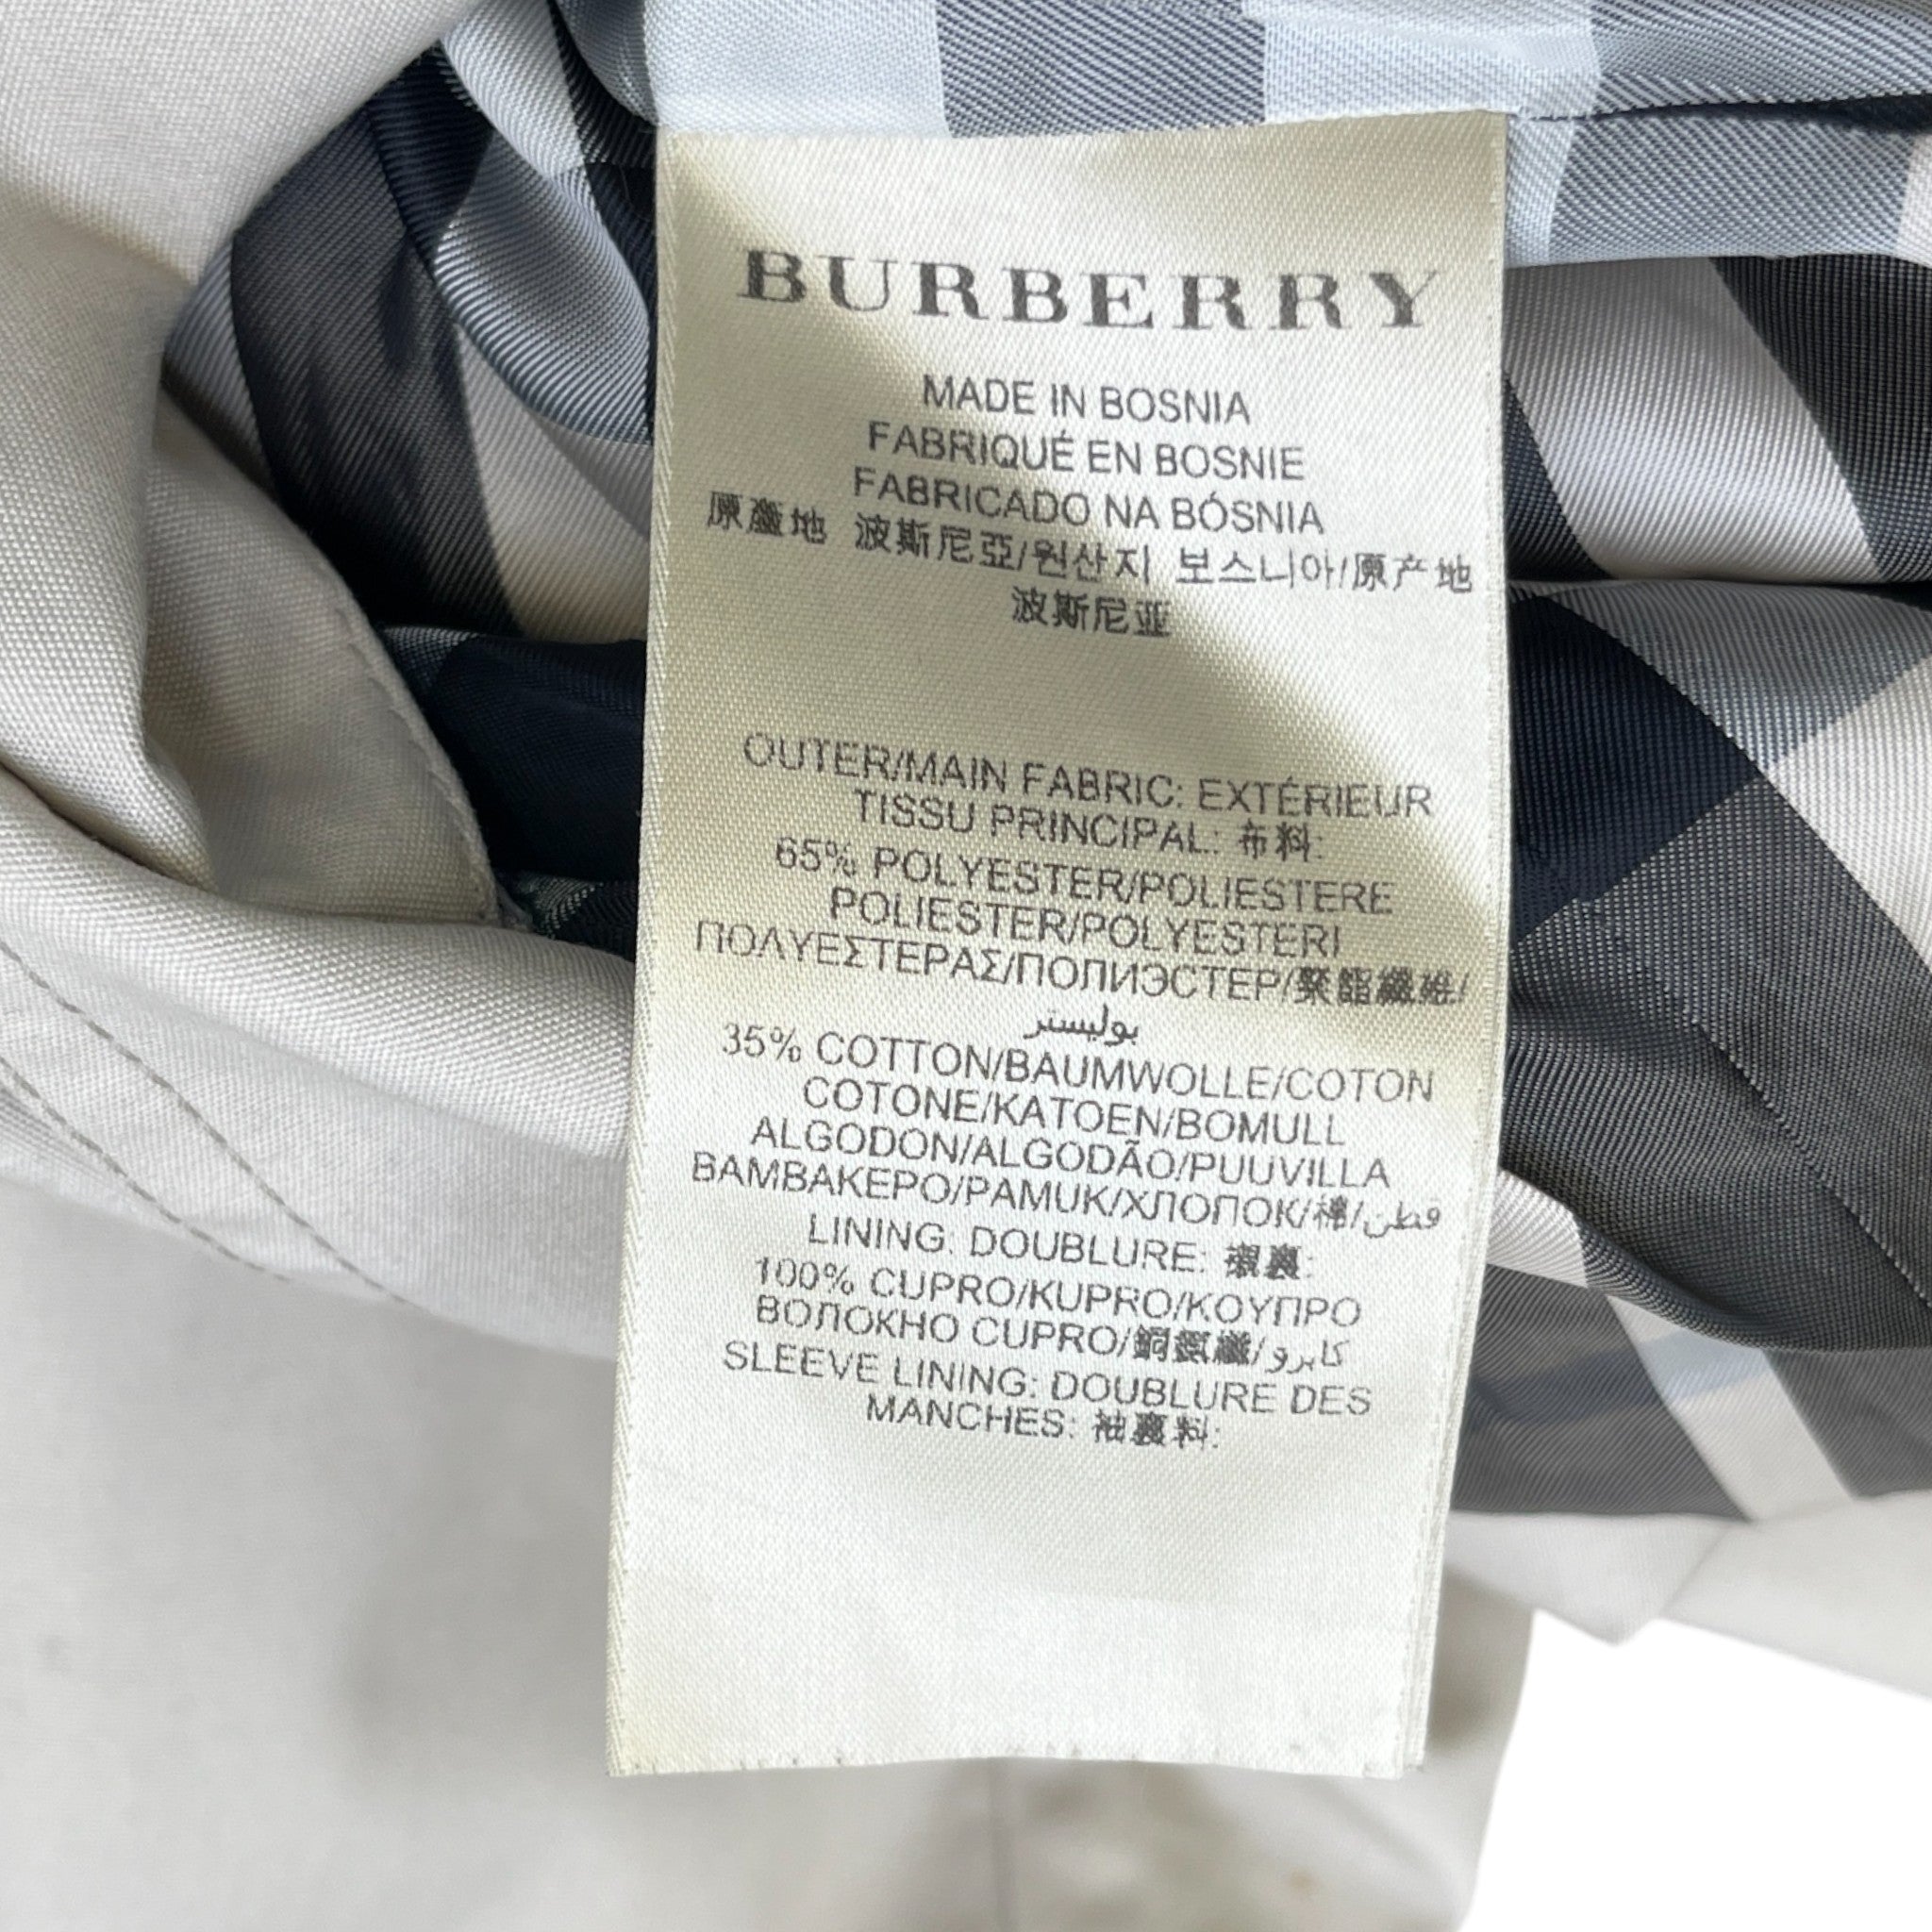 BURBERRY
MADE IN BOSNIA
FABRIQUÉ EN BOSNIE
FABRICADO NA BÓSNIA
原產地 波斯尼亞/원산지 보스니아/原产地
波斯尼亚
OUTER/MAIN FABRIC: EXTÉRIEUR
TISSU PRINCIPAL: 布料:
65% POLYESTER/POLIESTERE
POLIESTER/POLYESTERI
ΠΟΛΥΕΣΤΕΡΑΣ/ПОЛИЭСТЕР/聚酯纖維/
بوليستر
35% COTTON/BAUMWOLLE/COTON
COTONE/KATOEN/BOMULL
ALGODON/ALGODÃO/PUUVILLA
ΒΑΜΒΑΚΕΡΟ/PAMUK/ХЛОПОК/棉/قطن
LINING: DOUBLURE: 襯裏:
100% CUPRO/KUPRO/ΚΟΥΠΡΟ
ВОЛОКНО CUPRO/銅氨纖/كابرو
SLEEVE LINING: DOUBLURE DES
MANCHES: 袖裏料: